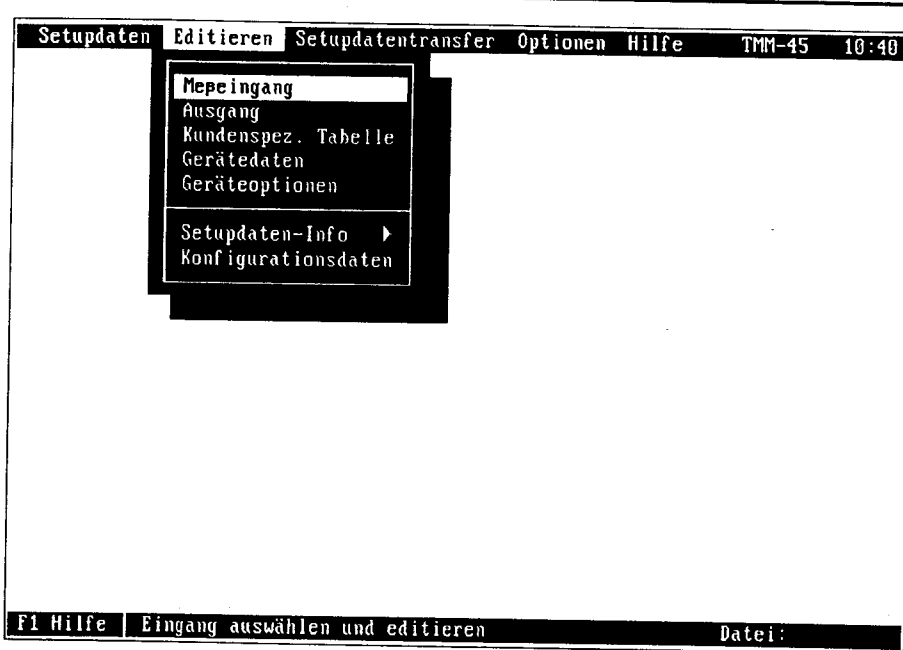 Setupdaten Editieren Setupdatentransfer Optionen Hilfe TMM-45 10:40
Meßeingang
Ausgang
Kundenspez. Tabelle
Gerätedaten
Geräteoptionen
Setupdaten-Info
Konfigurationsdaten
F1 Hilfe Eingang auswählen und editieren Datei: